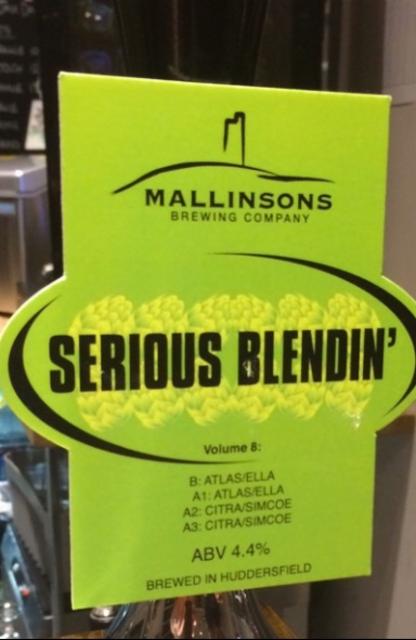 MALLINSONS
BREWING COMPANY
SERIOUS BLENDIN'
Volume 8:
B: ATLAS/ELLA
A1: ATLAS/ELLA
A2: CITRA/SIMCOE
A3: CITRA/SIMCOE
ABV 4.4%
BREWED IN HUDDERSFIELD